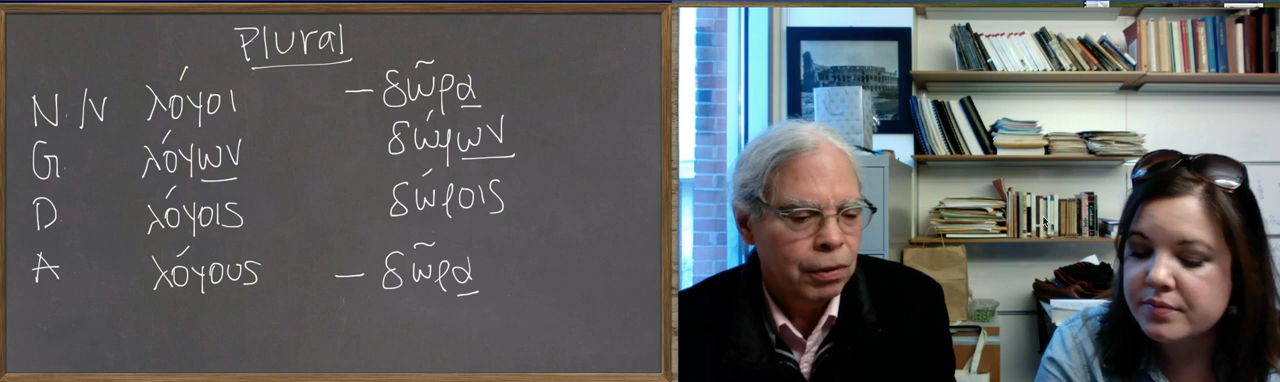 Plural
N./V λόγοι – δῶρα
G. λόγων δώρων
D. λόγοις δώροις
A λόγους – δῶρα